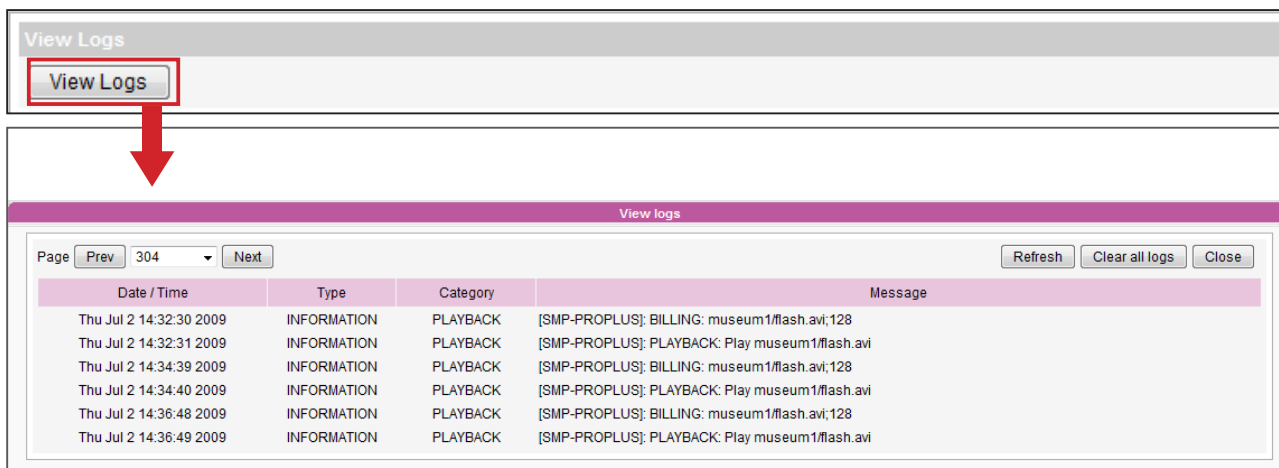 View Logs
View Logs
View logs
Page Prev 304 Next Refresh Clear all logs Close
Date / Time Type Category Message
Thu Jul 2 14:32:30 2009 INFORMATION PLAYBACK [SMP-PROPLUS]: BILLING: museum1/flash.avi;128
Thu Jul 2 14:32:31 2009 INFORMATION PLAYBACK [SMP-PROPLUS]: PLAYBACK: Play museum1/flash.avi
Thu Jul 2 14:34:39 2009 INFORMATION PLAYBACK [SMP-PROPLUS]: BILLING: museum1/flash.avi;128
Thu Jul 2 14:34:40 2009 INFORMATION PLAYBACK [SMP-PROPLUS]: PLAYBACK: Play museum1/flash.avi
Thu Jul 2 14:36:48 2009 INFORMATION PLAYBACK [SMP-PROPLUS]: BILLING: museum1/flash.avi;128
Thu Jul 2 14:36:49 2009 INFORMATION PLAYBACK [SMP-PROPLUS]: PLAYBACK: Play museum1/flash.avi